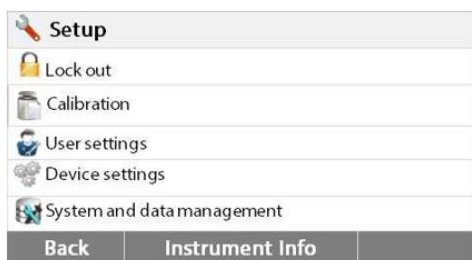 Setup
Lock out
Calibration
User settings
Device settings
System and data management
Back Instrument Info